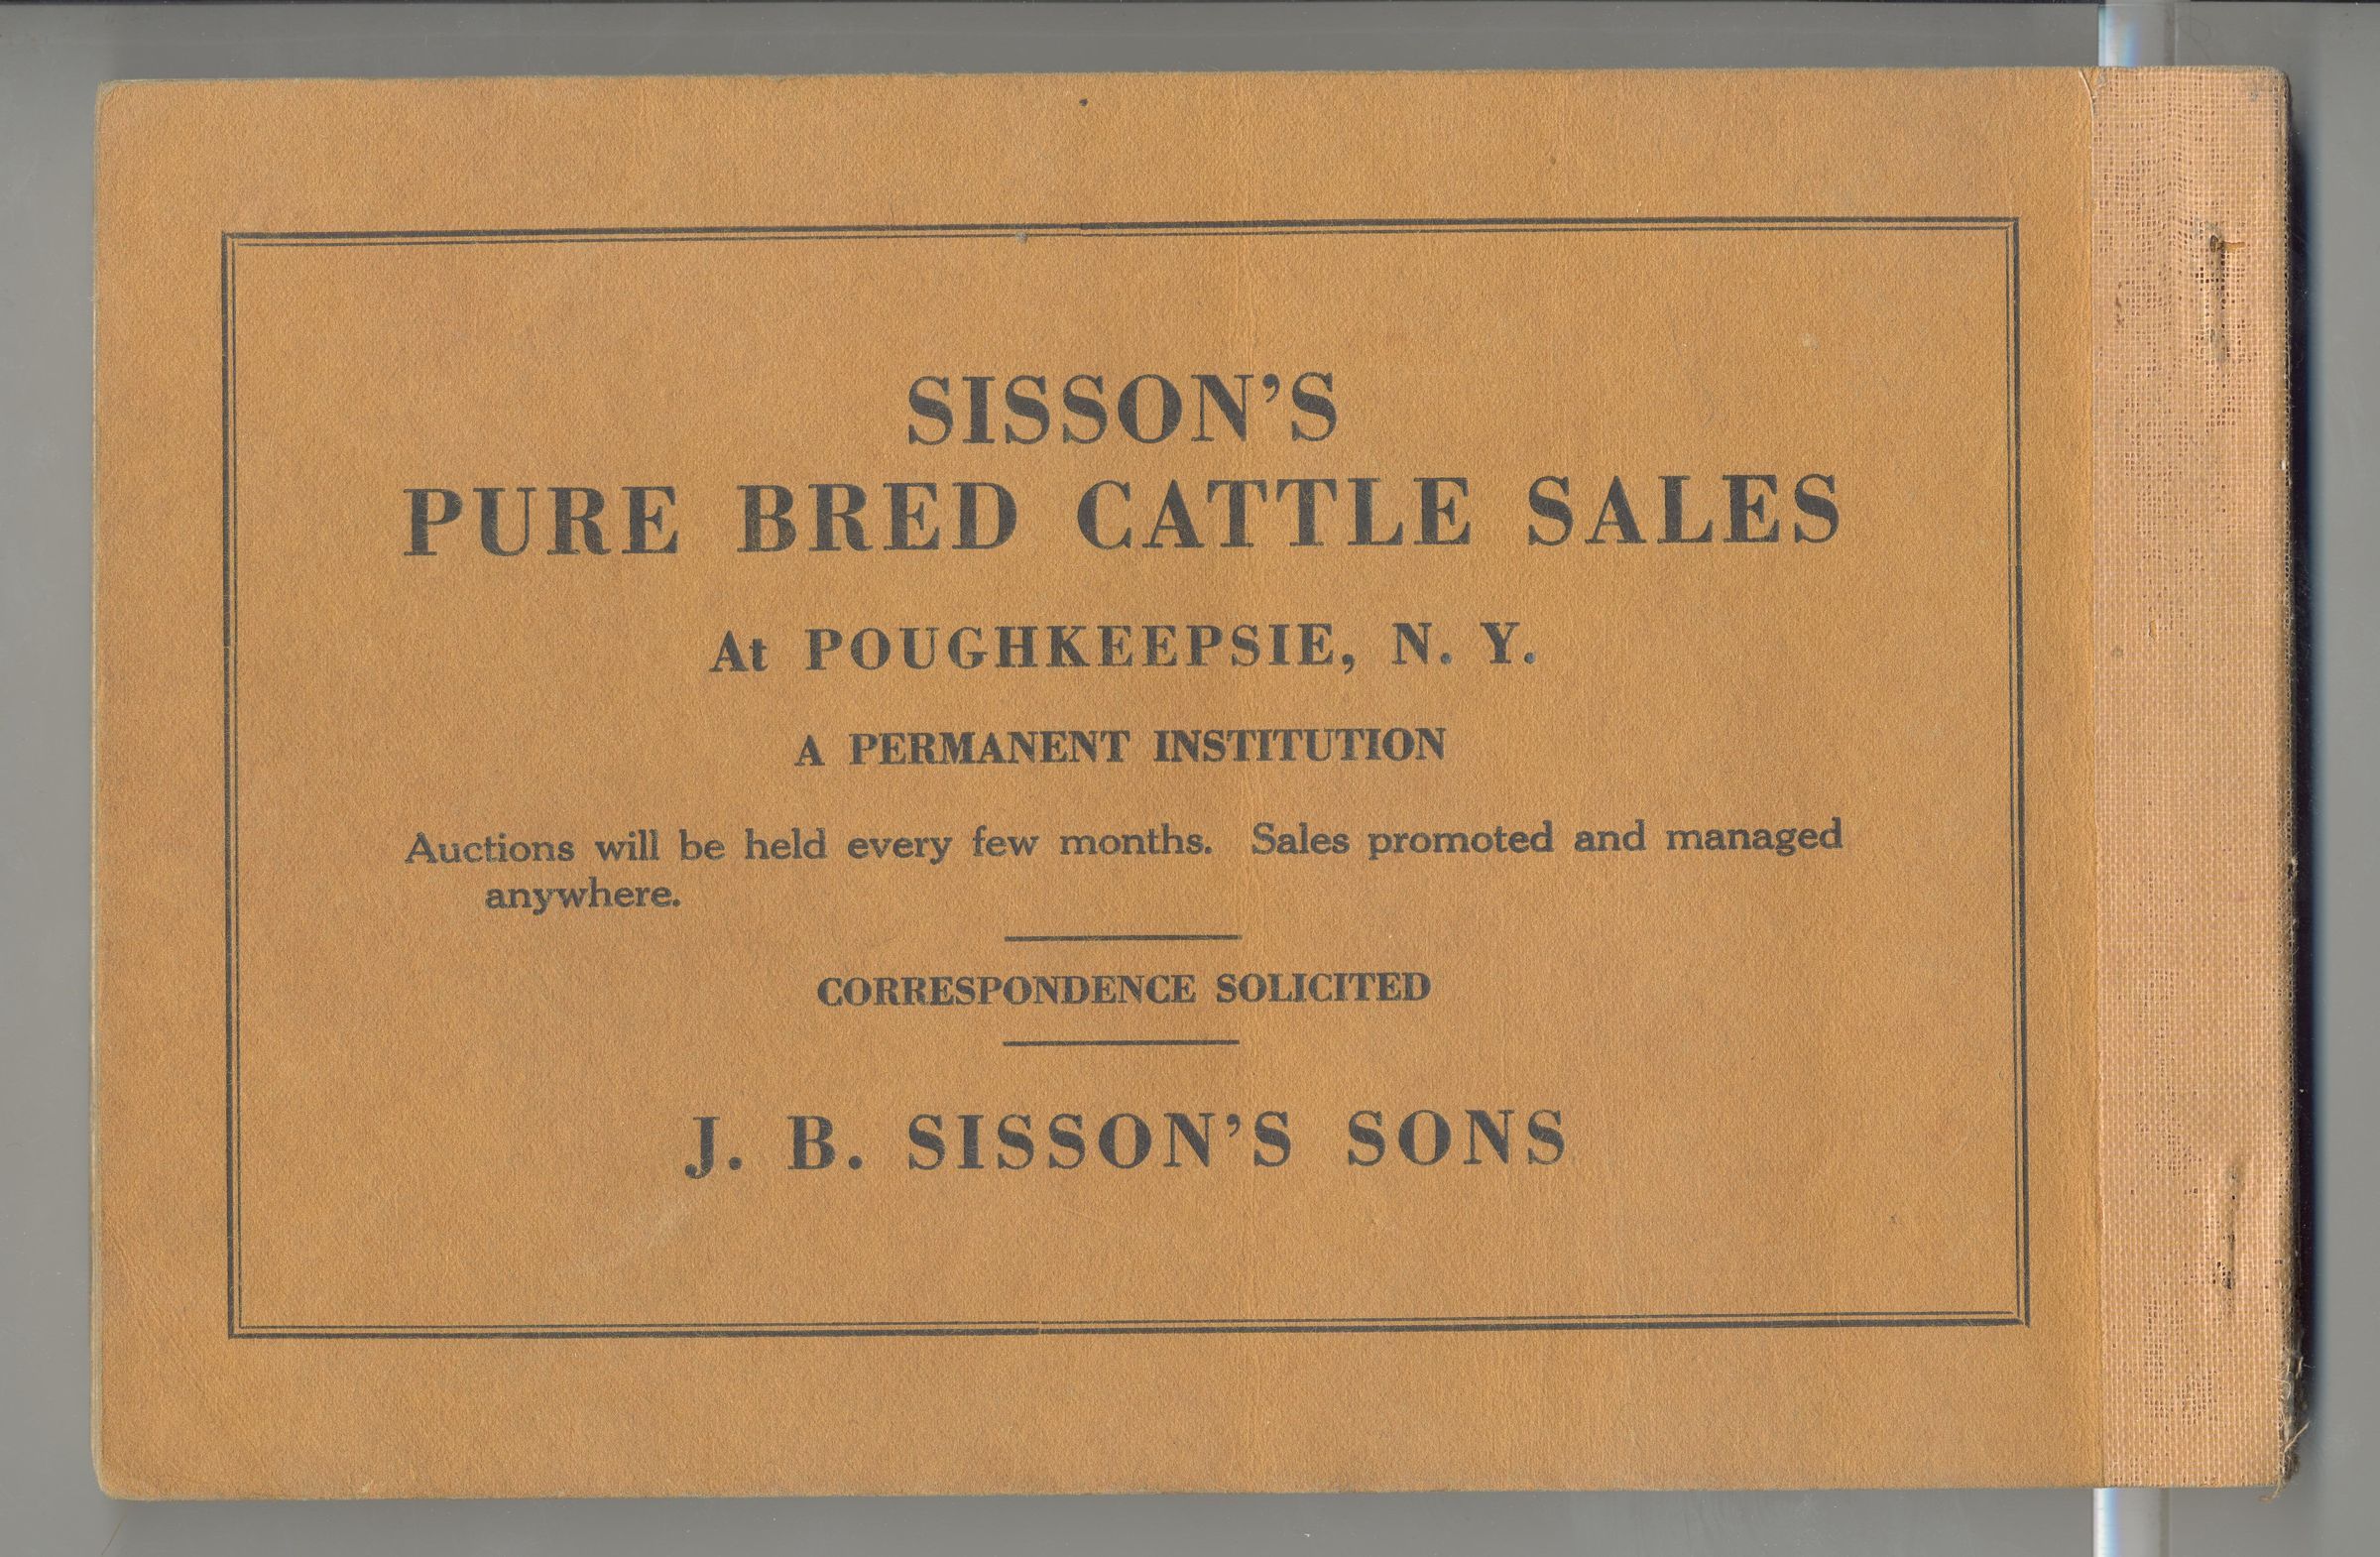 SISSON'S
PURE BRED CATTLE SALES
At POUGHKEEPSIE, N. Y.
A PERMANENT INSTITUTION
Auctions will be held every few months. Sales promoted and managed
anywhere.
CORRESPONDENCE SOLICITED
J. B. SISSON'S SONS